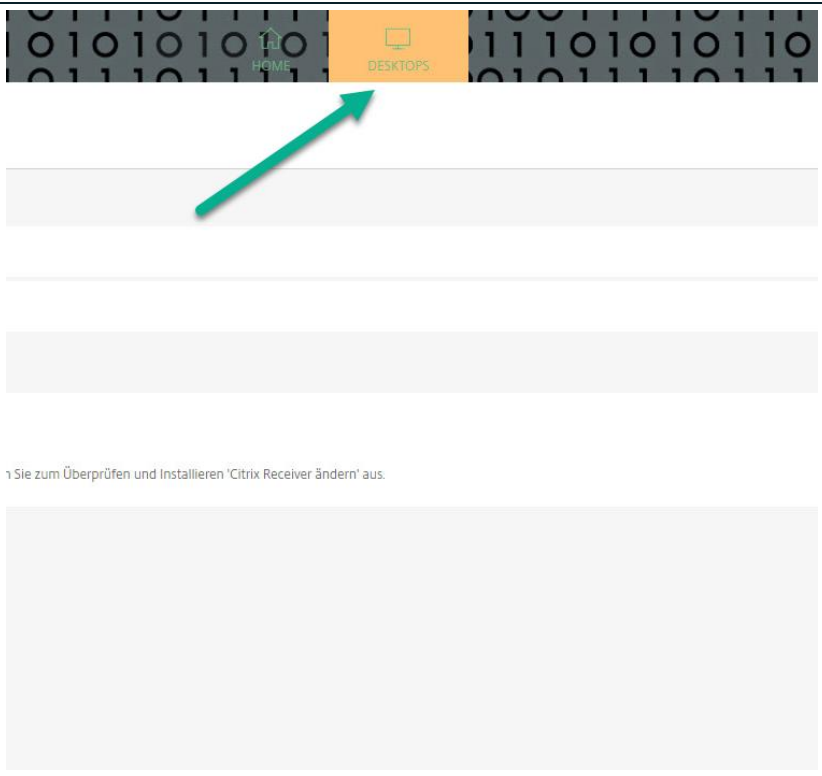 HOME
DESKTOPS
Sie zum Überprüfen und Installieren 'Citrix Receiver ändern' aus.